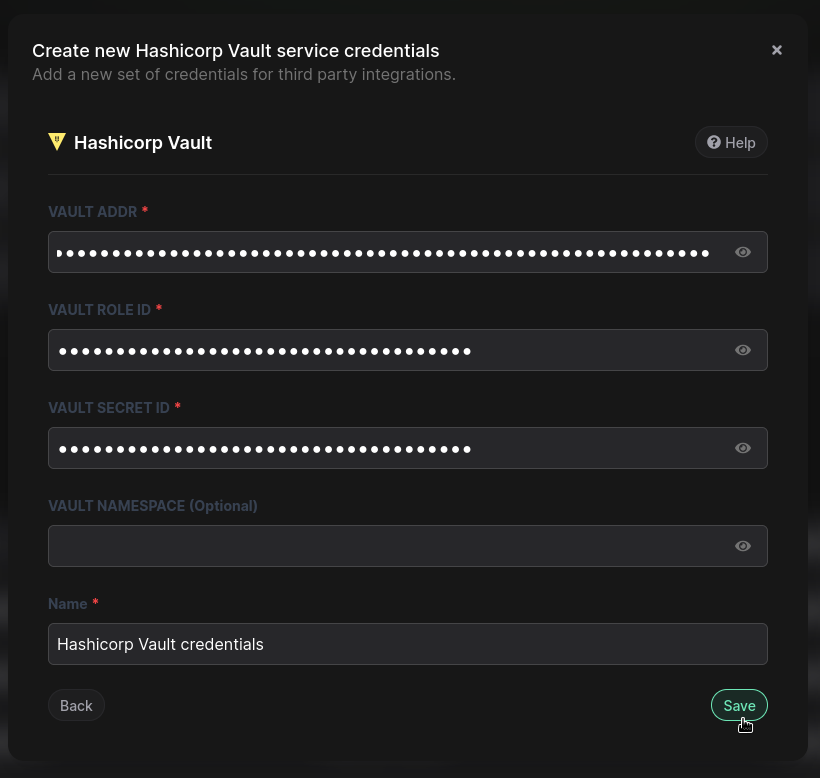 Create new Hashicorp Vault service credentials
Add a new set of credentials for third party integrations.
Hashicorp Vault
Help
VAULT ADDR *
VAULT ROLE ID *
VAULT SECRET ID *
VAULT NAMESPACE (Optional)
Name *
Hashicorp Vault credentials
Back
Save